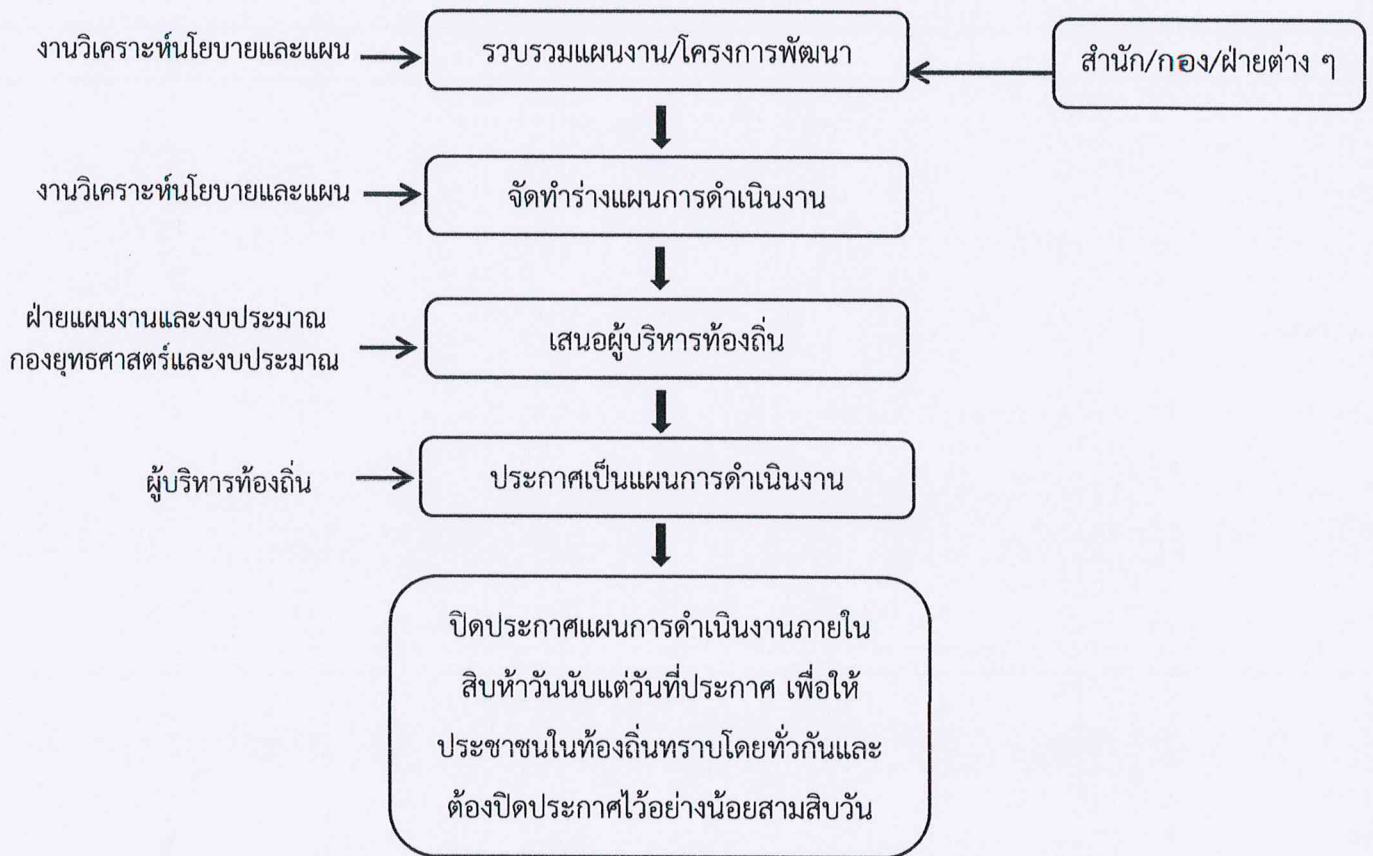 งานวิเคราะห์นโยบายและแผน
รวบรวมแผนงาน/โครงการพัฒนา
สำนัก/กอง/ฝ่ายต่าง ๆ
งานวิเคราะห์นโยบายและแผน
จัดทำร่างแผนการดำเนินงาน
ฝ่ายแผนงานและงบประมาณ
กองยุทธศาสตร์และงบประมาณ
เสนอผู้บริหารท้องถิ่น
ผู้บริหารท้องถิ่น
ประกาศเป็นแผนการดำเนินงาน
ปิดประกาศแผนการดำเนินงานภายใน
สิบห้าวันนับแต่วันที่ประกาศ เพื่อให้
ประชาชนในท้องถิ่นทราบโดยทั่วกันและ
ต้องปิดประกาศไว้อย่างน้อยสามสิบวัน